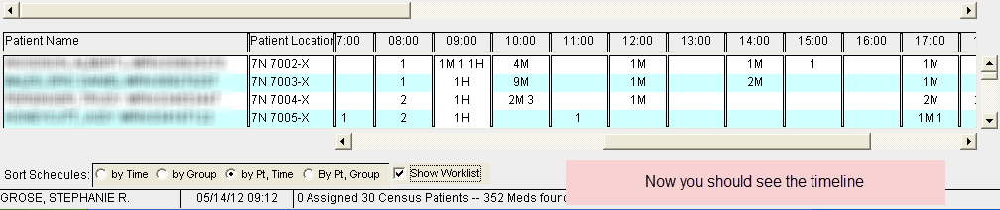 Patient Name Patient Location 7:00 08:00 09:00 10:00 11:00 12:00 13:00 14:00 15:00 16:00 17:00
7N 7002-X 1 1M 1 1H 4M 1M 1M 1 1M
7N 7003-X 1 1H 9M 1M 2M 1M
7N 7004-X 2 1H 2M 3 1M 2M
7N 7005-X 1 2 1H 1 1M 1
Sort Schedules: by Time by Group by Pt, Time By Pt, Group Show Worklist
Now you should see the timeline
GROSE, STEPHANIE R. 05/14/12 09:12 0 Assigned 30 Census Patients -- 352 Meds found